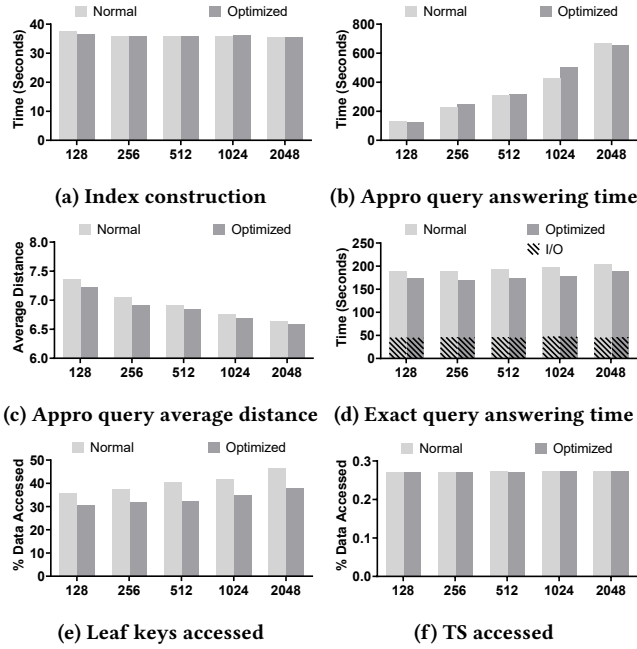 Normal Optimized
Time (Seconds)
40
30
20
10
0
128 256 512 1024 2048
(a) Index construction
Normal Optimized
Time (Seconds)
800
600
400
200
0
128 256 512 1024 2048
(b) Appro query answering time
Normal Optimized
Average Distance
8.0
7.5
7.0
6.5
6.0
128 256 512 1024 2048
(c) Appro query average distance
Normal Optimized
I/O
Time (Seconds)
250
200
150
100
50
0
128 256 512 1024 2048
(d) Exact query answering time
Normal Optimized
% Data Accessed
50
40
30
20
10
0
128 256 512 1024 2048
(e) Leaf keys accessed
Normal Optimized
% Data Accessed
0.3
0.2
0.1
0.0
128 256 512 1024 2048
(f) TS accessed